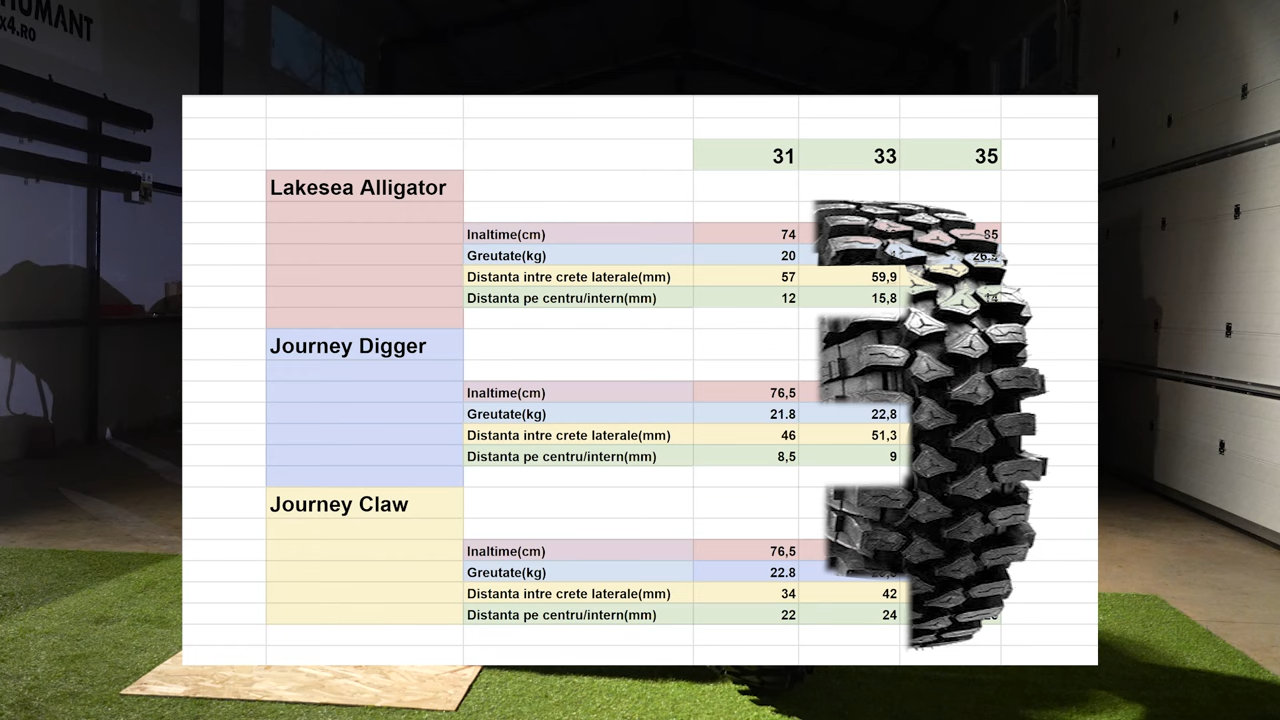 HUMANT
x4.RO
31 33 35
Lakesea Alligator
Inaltime(cm) 74 85
Greutate(kg) 20
Distanta intre crete laterale(mm) 57 59,9
Distanta pe centru/intern(mm) 12 15,8
Journey Digger
Inaltime(cm) 76,5
Greutate(kg) 21.8 22,8
Distanta intre crete laterale(mm) 46 51,3
Distanta pe centru/intern(mm) 8,5 9
Journey Claw
Inaltime(cm) 76,5
Greutate(kg) 22.8
Distanta intre crete laterale(mm) 34 42
Distanta pe centru/intern(mm) 22 24